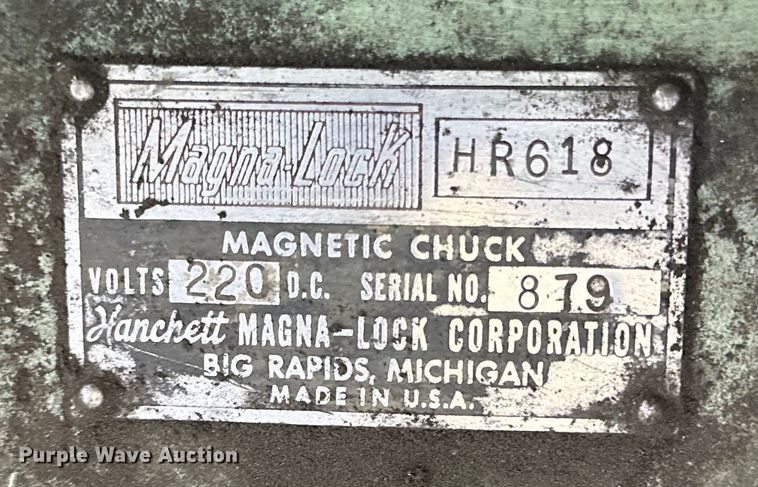 Magna-Lock HR618
MAGNETIC CHUCK
VOLTS 220 D.C. SERIAL NO. 879
Hanchett MAGNA-LOCK CORPORATION
BIG RAPIDS, MICHIGAN
MADE IN U.S.A.
Purple Wave Auction